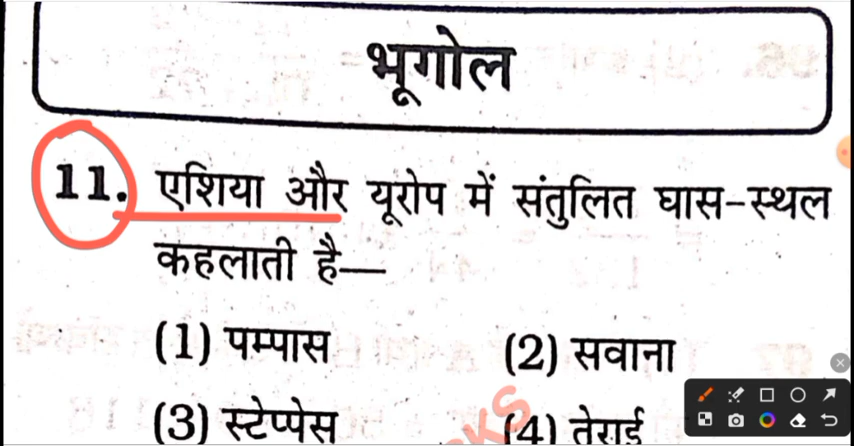 भूगोल
11. एशिया और यूरोप में संतुलित घास-स्थल
कहलाती है—
(1) पम्पास (2) सवाना
(3) स्टेप्पेस (4) तेराई